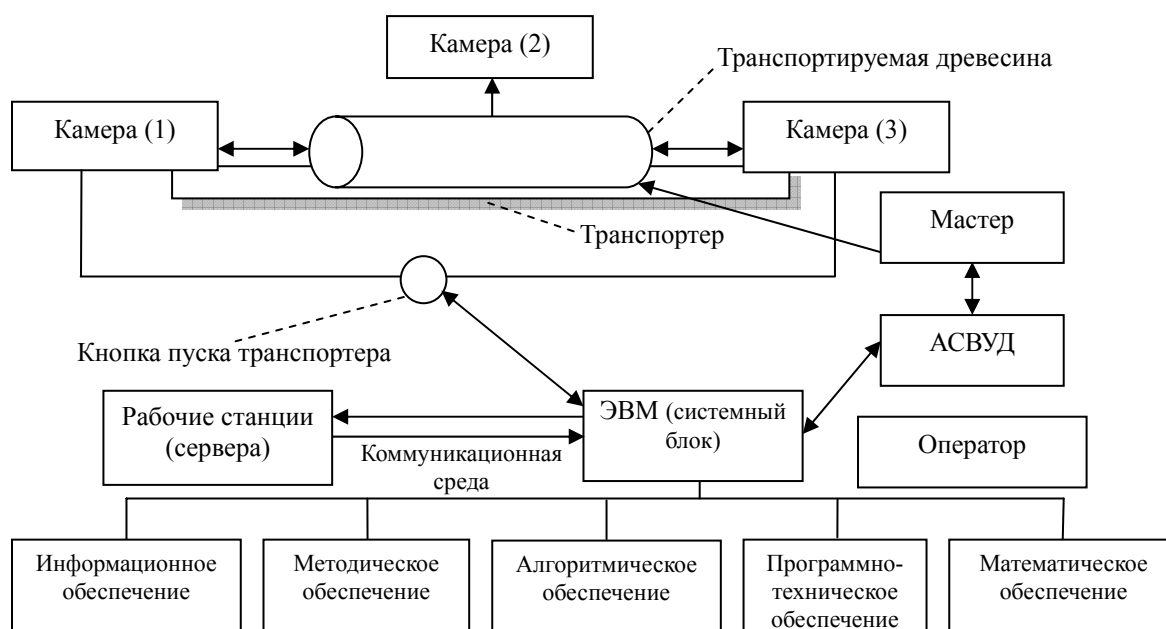 Камера (2)
Транспортируемая древесина
Камера (1)
Камера (3)
Мастер
Транспортер
АСВУД
Кнопка пуска транспортера
Рабочие станции
(сервера)
ЭВМ (системный
блок)
Оператор
Коммуникационная
среда
Информационное
обеспечение
Методическое
обеспечение
Алгоритмическое
обеспечение
Программно-
техническое
обеспечение
Математическое
обеспечение